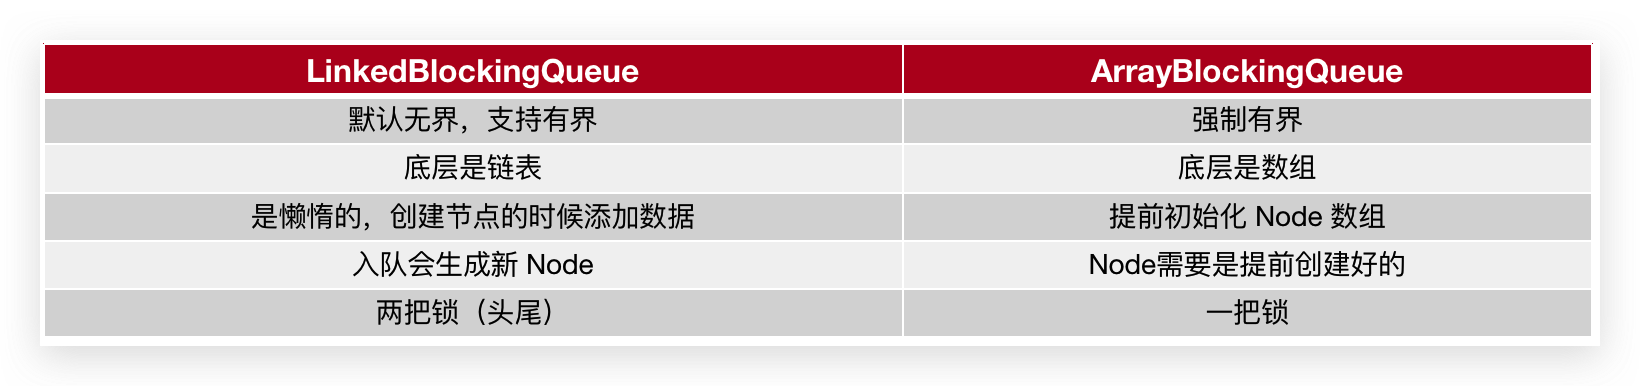 LinkedBlockingQueue ArrayBlockingQueue
默认无界，支持有界 强制有界
底层是链表 底层是数组
是懒惰的，创建节点的时候添加数据 提前初始化 Node 数组
入队会生成新 Node Node需要是提前创建好的
两把锁（头尾） 一把锁